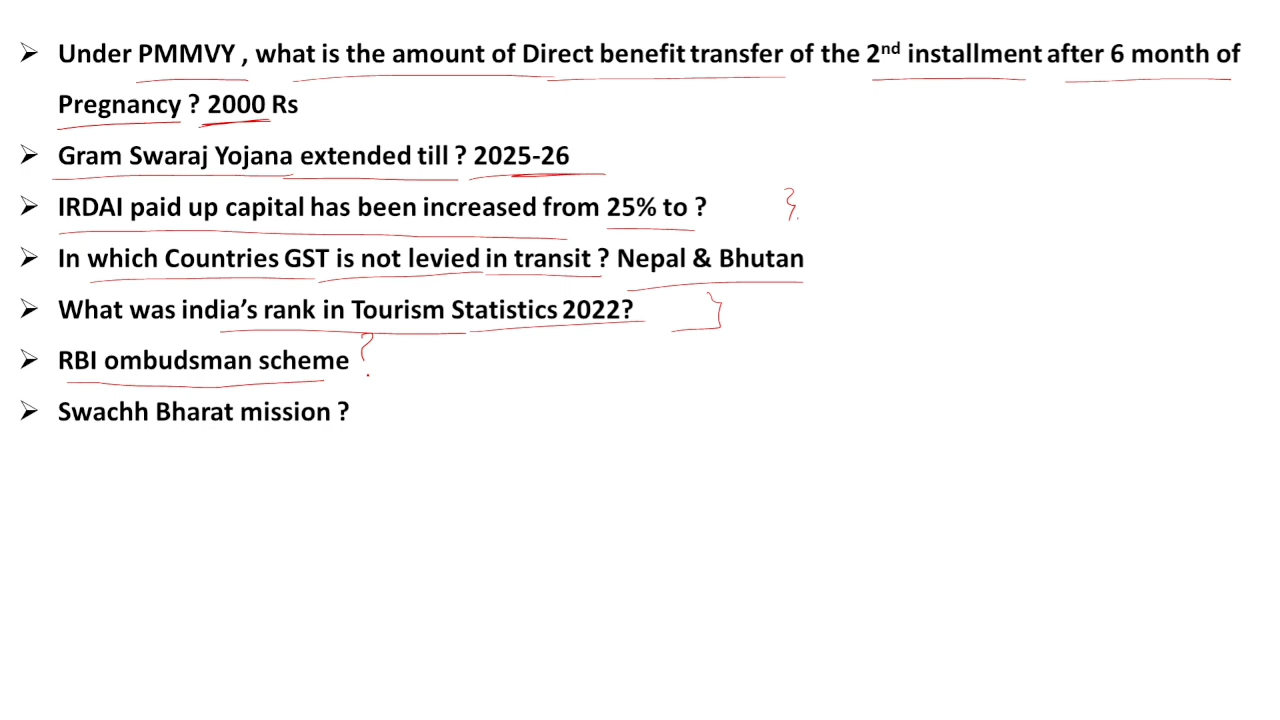 ➢ Under PMMVY , what is the amount of Direct benefit transfer of the 2nd installment after 6 month of
Pregnancy ? 2000 Rs
➢ Gram Swaraj Yojana extended till ? 2025-26
➢ IRDAI paid up capital has been increased from 25% to ?
➢ In which Countries GST is not levied in transit ? Nepal & Bhutan
➢ What was india’s rank in Tourism Statistics 2022?
➢ RBI ombudsman scheme ?
➢ Swachh Bharat mission ?